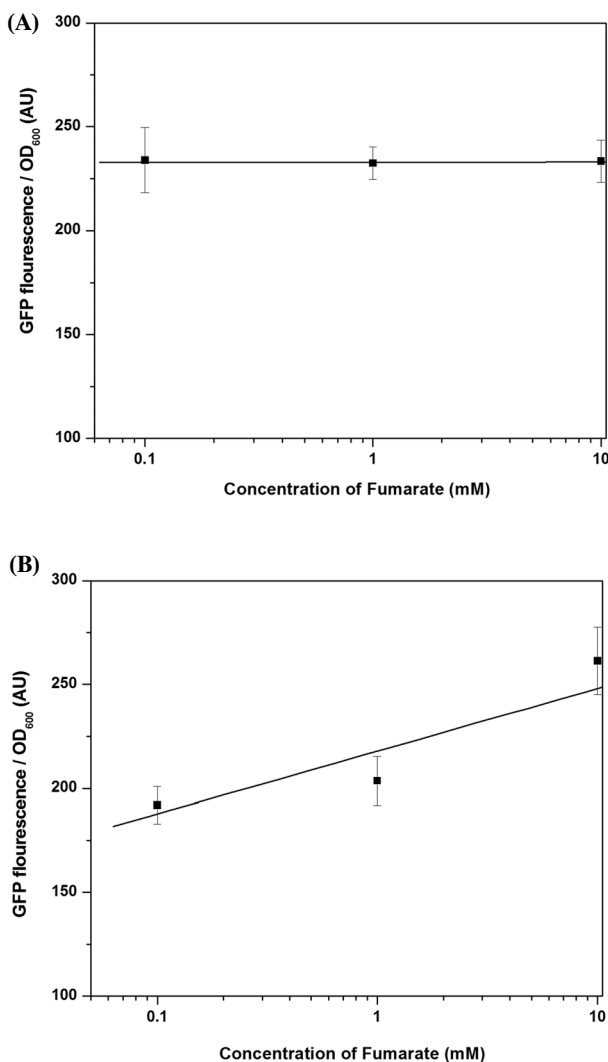 (A)
300
250
200
150
100
GFP flourescence / OD600 (AU)
0.1 1 10
Concentration of Fumarate (mM)
(B)
300
250
200
150
100
GFP flourescence / OD600 (AU)
0.1 1 10
Concentration of Fumarate (mM)